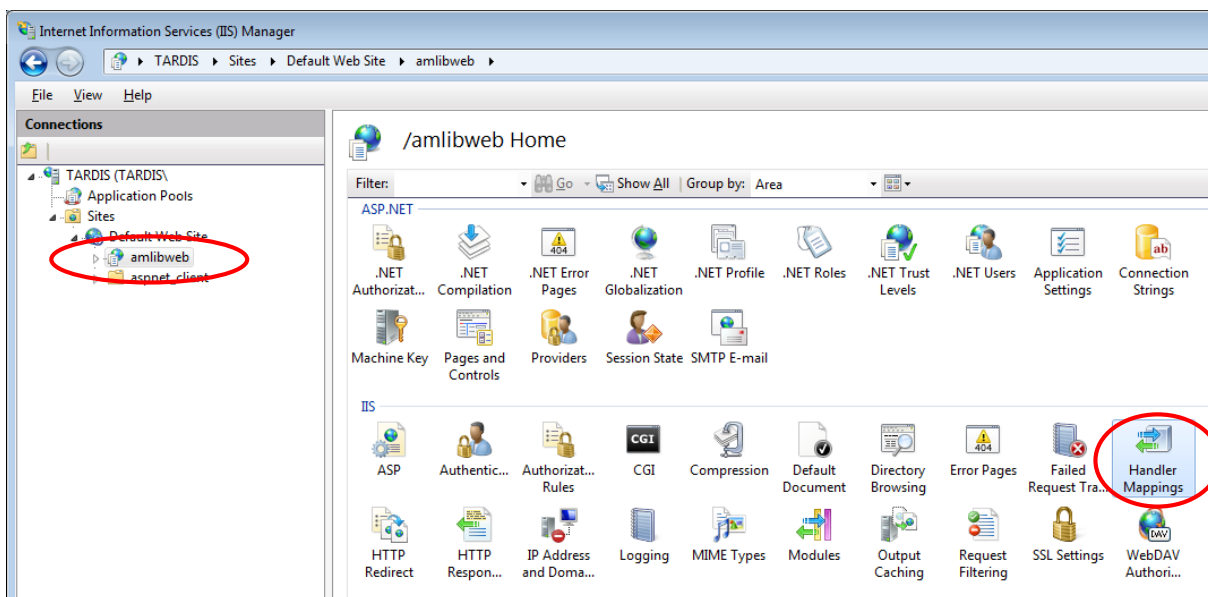 Internet Information Services (IIS) Manager
TARDIS Sites Default Web Site amlibweb
File View Help
Connections
TARDIS (TARDIS\
Application Pools
Sites
Default Web Site
amlibweb
aspnet_client
/amlibweb Home
Filter: Go Show All Group by: Area
ASP.NET
.NET Authorizat...
.NET Compilation
.NET Error Pages
.NET Globalization
.NET Profile
.NET Roles
.NET Trust Levels
.NET Users
Application Settings
Connection Strings
Machine Key
Pages and Controls
Providers
Session State
SMTP E-mail
IIS
ASP
Authentic...
Authorizat... Rules
CGI
Compression
Default Document
Directory Browsing
Error Pages
Failed Request Tra...
Handler Mappings
HTTP Redirect
HTTP Respon...
IP Address and Doma...
Logging
MIME Types
Modules
Output Caching
Request Filtering
SSL Settings
WebDAV Authori...
404
ab
CGI
404
DAV